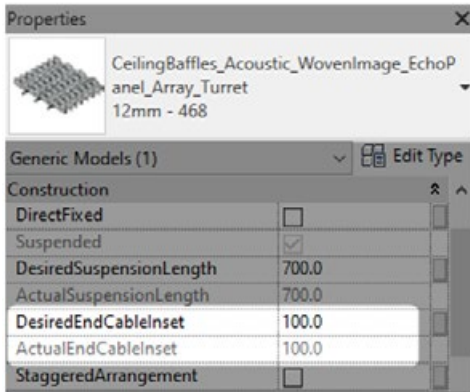 Properties
CeilingBaffles_Acoustic_WovenImage_EchoP
anel_Array_Turret
12mm - 468
Generic Models (1) Edit Type
Construction
DirectFixed
Suspended
DesiredSuspensionLength 700.0
ActualSuspensionLength 700.0
DesiredEndCableInset 100.0
ActualEndCableInset 100.0
StaggeredArrangement